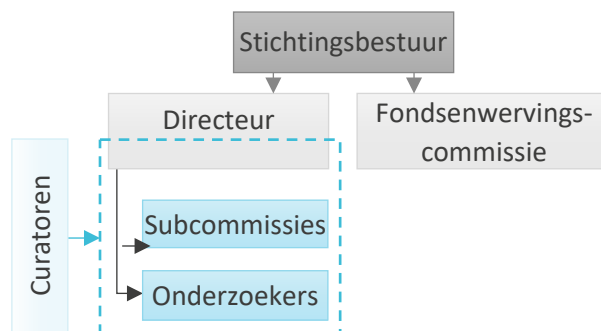 Stichtingsbestuur
Directeur
Fondsenwervings-
commissie
Curatoren
Subcommissies
Onderzoekers